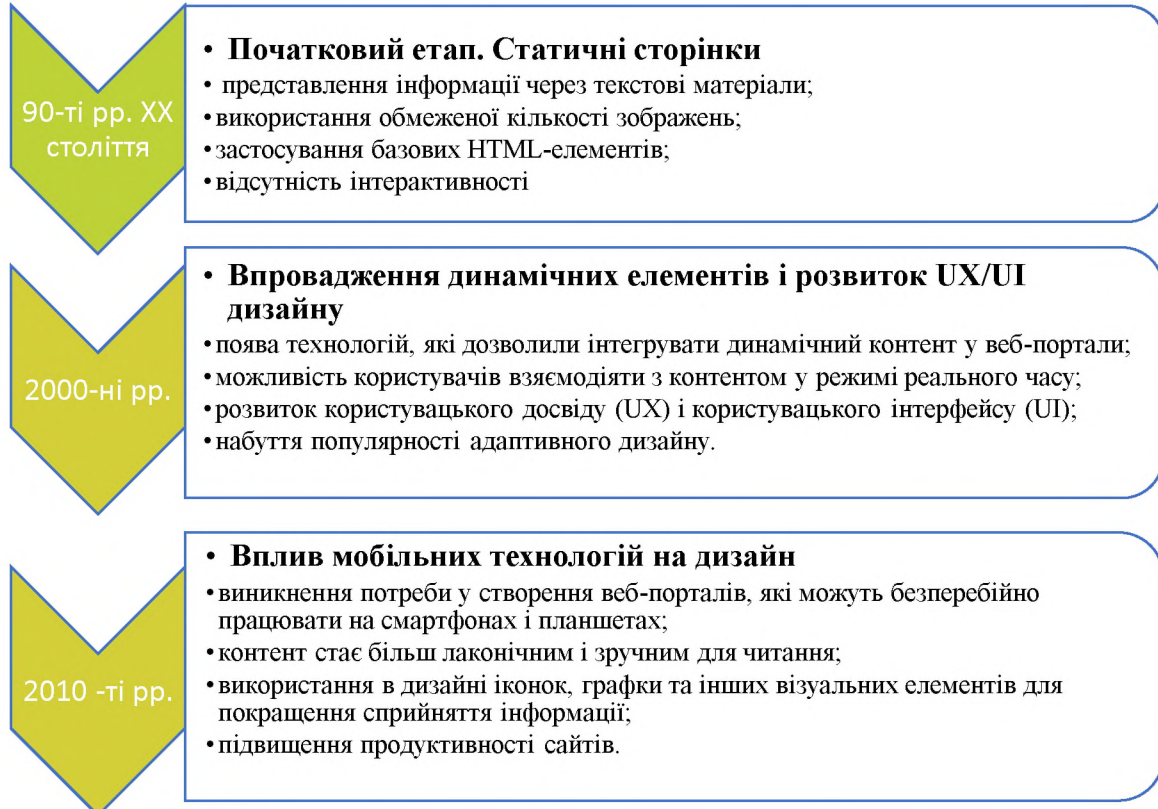 90-ті рр. ХХ
століття
• Початковий етап. Статичні сторінки
• представлення інформації через текстові матеріали;
• використання обмеженої кількості зображень;
• застосування базових HTML-елементів;
• відсутність інтерактивності
2000-ні рр.
• Впровадження динамічних елементів і розвиток UX/UI
дизайну
• поява технологій, які дозволили інтегрувати динамічний контент у веб-портали;
• можливість користувачів взаємодіяти з контентом у режимі реального часу;
• розвиток користувацького досвіду (UX) і користувацького інтерфейсу (UI);
• набуття популярності адаптивного дизайну.
2010 -ті рр.
• Вплив мобільних технологій на дизайн
• виникнення потреби у створення веб-порталів, які можуть безперебійно
працювати на смартфонах і планшетах;
• контент стає більш лаконічним і зручним для читання;
• використання в дизайні іконок, графки та інших візуальних елементів для
покращення сприйняття інформації;
• підвищення продуктивності сайтів.